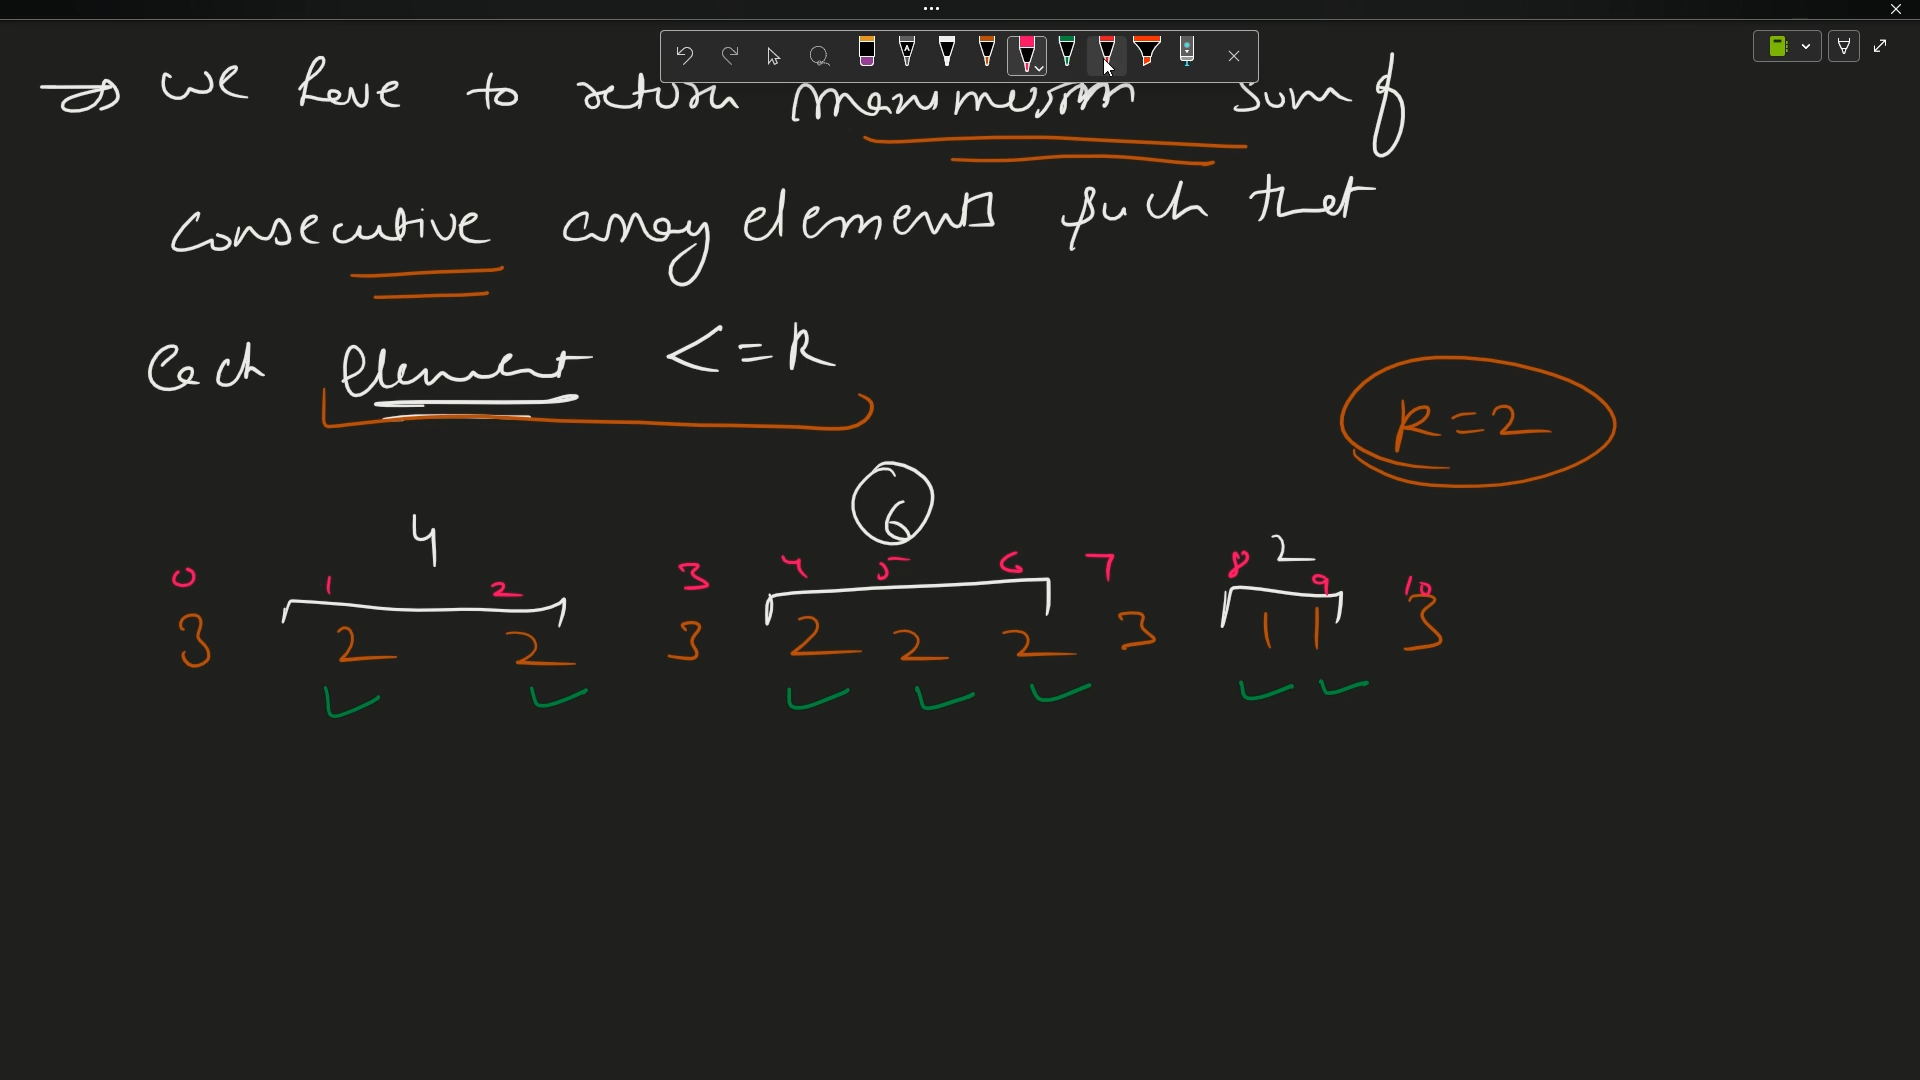 → we have to return maximum sum of
consecutive array elements such that
Each Element <= K
K=2
4 6 2
0 1 2 3 4 5 6 7 8 9 10
3 2 2 3 2 2 2 3 1 1 3